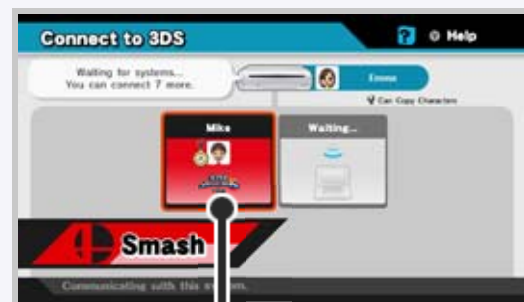 Connect to 3DS
? Help
Waiting for systems...
You can connect 7 more.
Emma
Can Copy Characters
Mike
Waiting...
Smash
Communicating with this system.